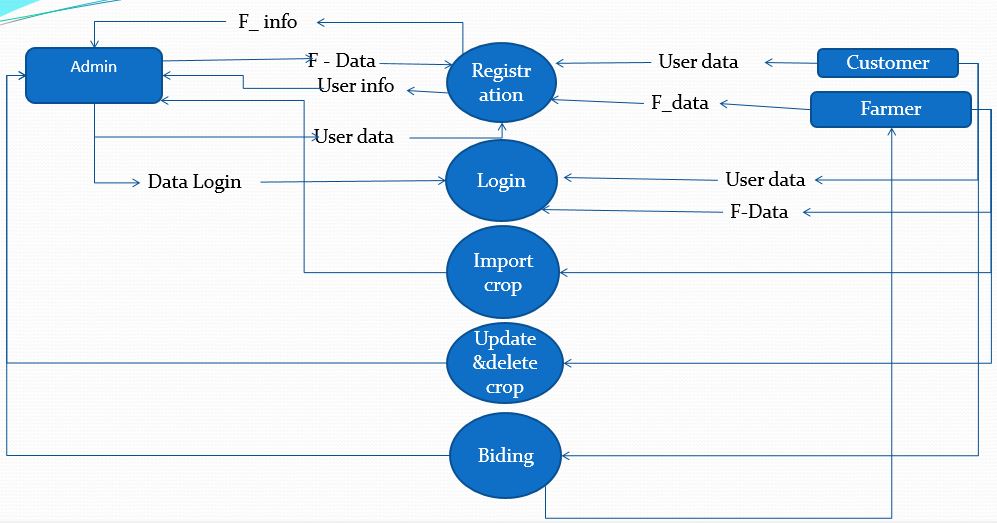 F_ info
Admin
F - Data
User info
Registr
ation
User data
Customer
F_data
Farmer
User data
Data Login
Login
User data
F-Data
Import
crop
Update
&delete
crop
Biding